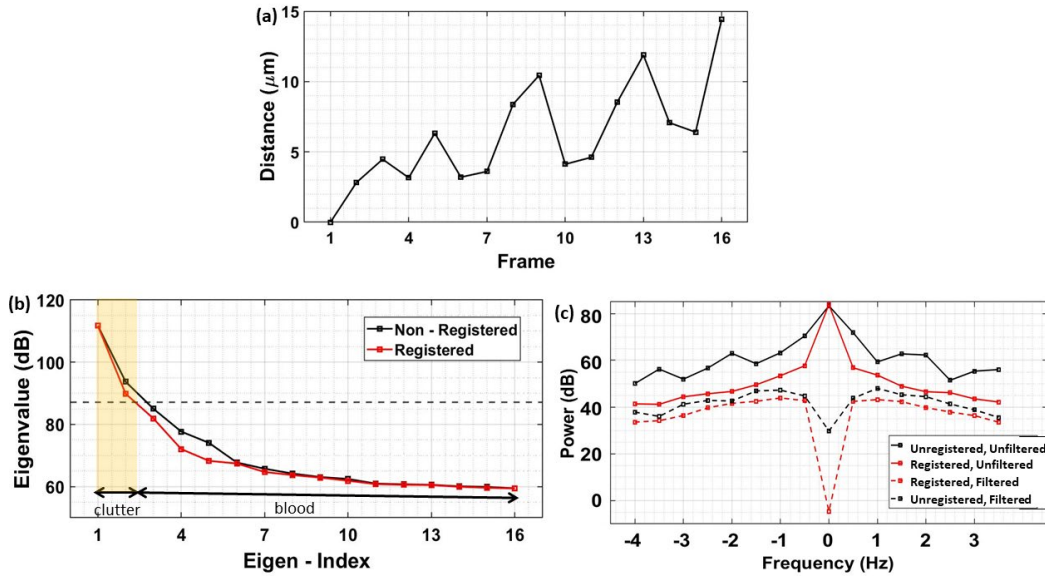 (a)
15
10
5
0
Distance (μm)
1 4 7 10 13 16
Frame
(b)
120
100
80
60
Eigenvalue (dB)
Non - Registered
Registered
clutter
blood
1 4 7 10 13 16
Eigen - Index
(c)
80
60
40
20
0
Power (dB)
Unregistered, Unfiltered
Registered, Unfiltered
Registered, Filtered
Unregistered, Filtered
-4 -3 -2 -1 0 1 2 3
Frequency (Hz)